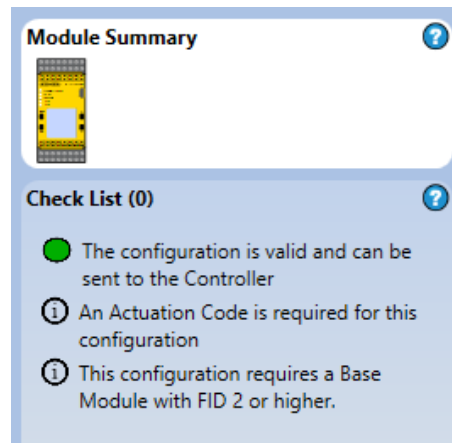 Module Summary
Check List (0)
The configuration is valid and can be
sent to the Controller
An Actuation Code is required for this
configuration
This configuration requires a Base
Module with FID 2 or higher.